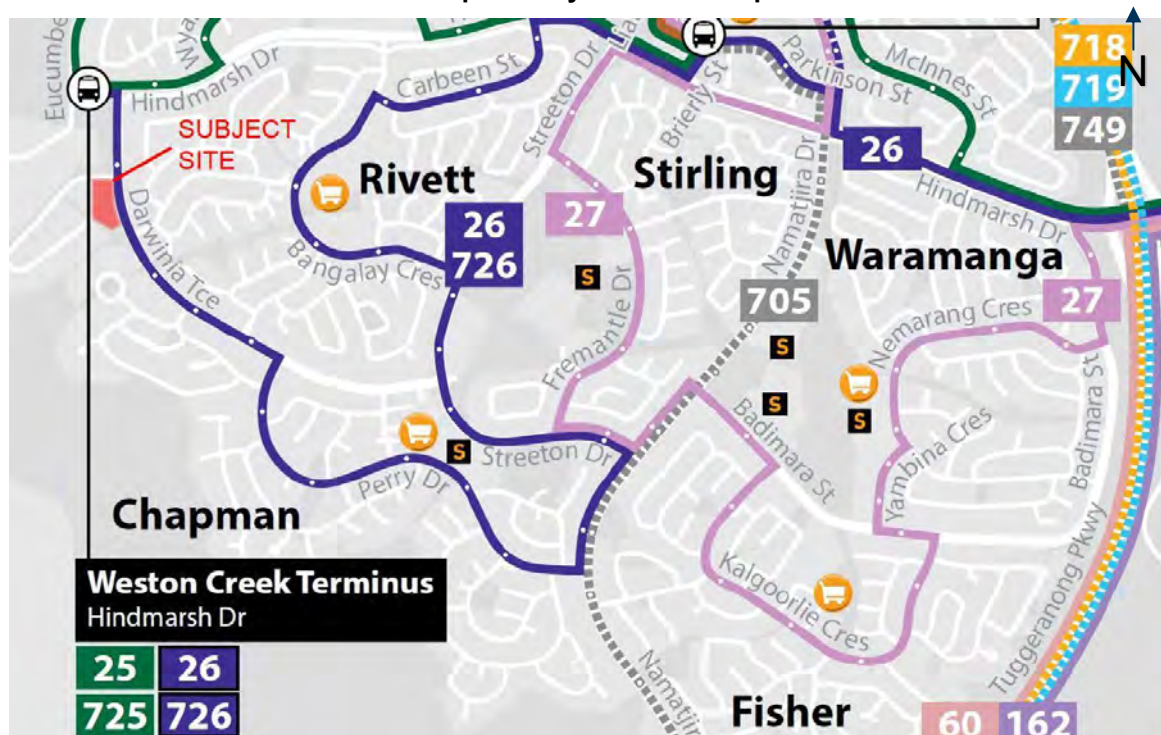 N
718
719
749
Eucumbe
Wya
Hindmarsh Dr
Carbeen St
Streeton Dr
Brierly St
Parkinson St
McInnes St
SUBJECT
SITE
Rivett
Stirling
26
Hindmarsh Dr
26
726
27
Namatjira Dr
Waramanga
Darwinia Tce
Bangalay Cres
S
705
27
Fremantle Dr
Nemarang Cres
S
S
S
Badimara St
Badimara St
Yambina Cres
S
Streeton Dr
Perry Dr
Chapman
Tuggeranong Pkwy
Kalgoorlie Cres
Weston Creek Terminus
Hindmarsh Dr
25
26
725
726
Namatjir
Fisher
60
162